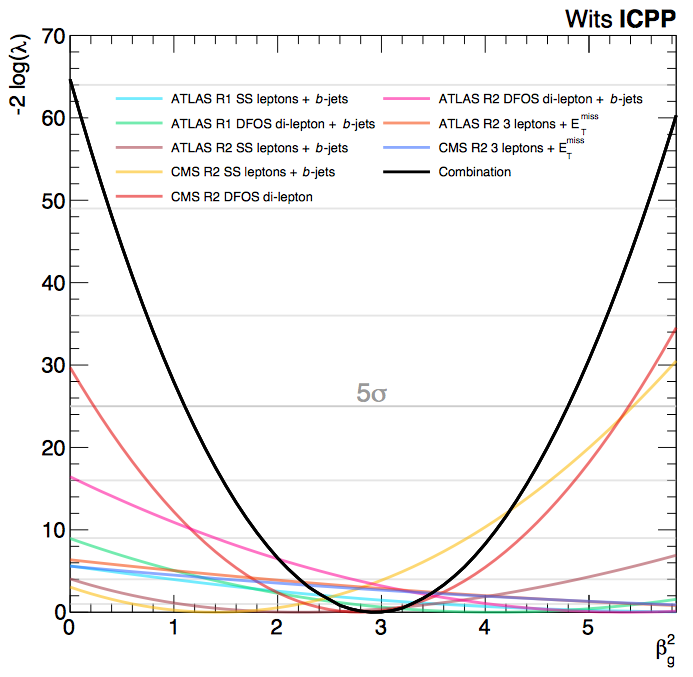 Wits ICPP
-2 log(λ)
70
60
50
40
30
20
10
0
ATLAS R1 SS leptons + b-jets
ATLAS R1 DFOS di-lepton + b-jets
ATLAS R2 SS leptons + b-jets
CMS R2 SS leptons + b-jets
CMS R2 DFOS di-lepton
ATLAS R2 DFOS di-lepton + b-jets
ATLAS R2 3 leptons + E_T^miss
CMS R2 3 leptons + E_T^miss
Combination
5σ
0 1 2 3 4 5
β_g^2